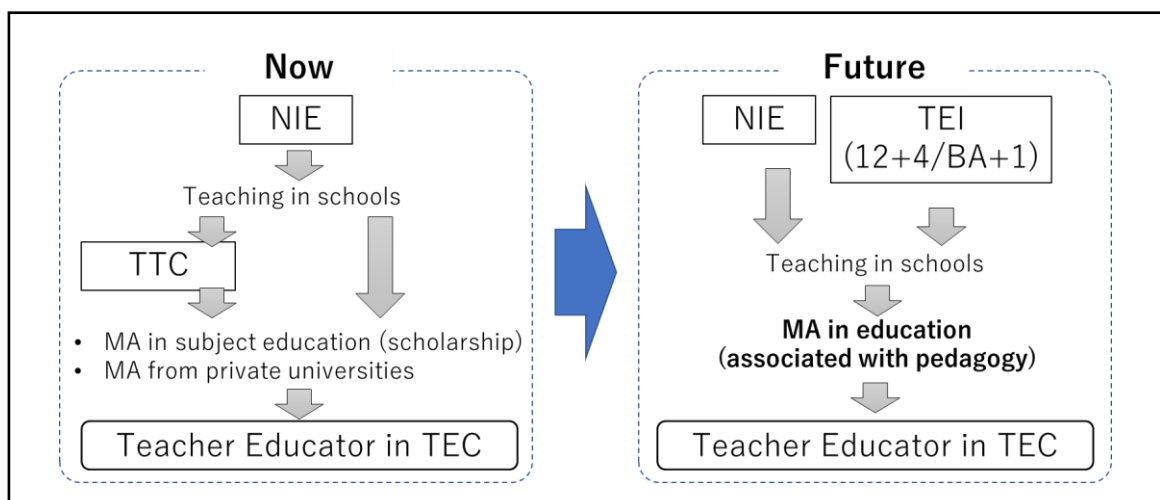 Now
NIE
Teaching in schools
TTC
• MA in subject education (scholarship)
• MA from private universities
Teacher Educator in TEC
Future
NIE
TEI
(12+4/BA+1)
Teaching in schools
MA in education
(associated with pedagogy)
Teacher Educator in TEC